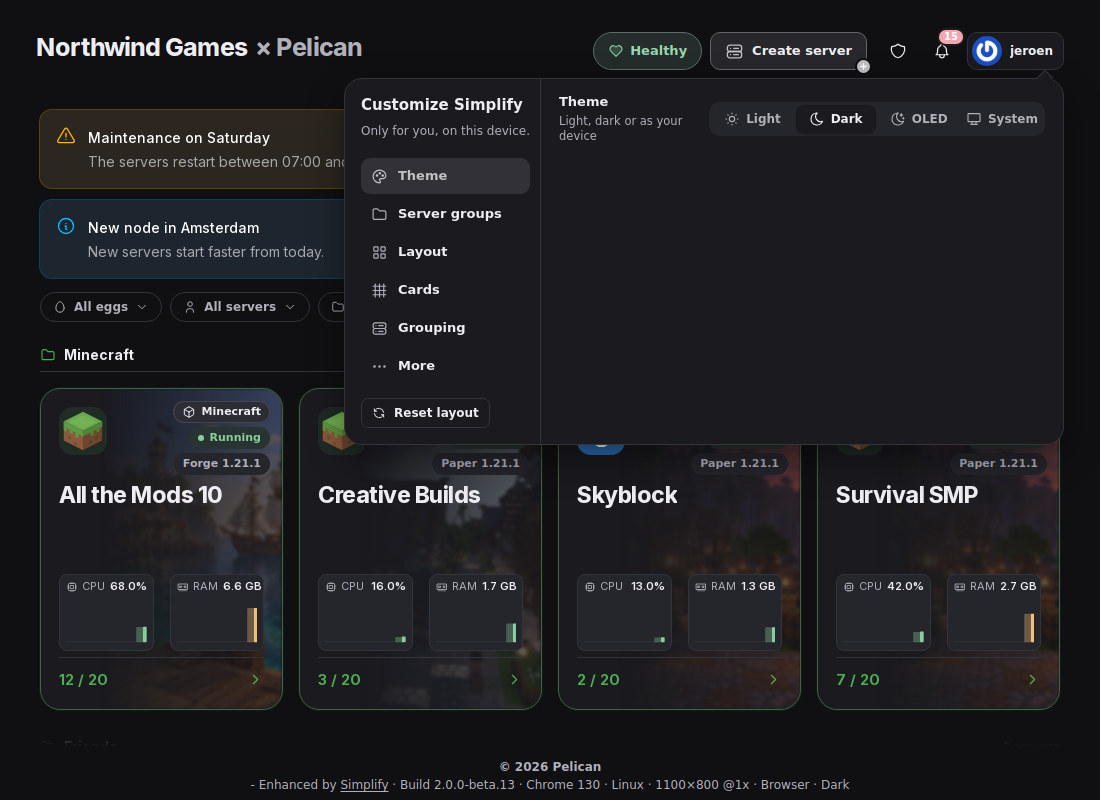 Northwind Games × Pelican
Healthy
Create server
15
jeroen
Maintenance on Saturday
The servers restart between 07:00 and
New node in Amsterdam
New servers start faster from today.
All eggs
All servers
Customize Simplify
Only for you, on this device.
Theme
Server groups
Layout
Cards
Grouping
More
Reset layout
Theme
Light, dark or as your
device
Light
Dark
OLED
System
Minecraft
Minecraft
Running
Forge 1.21.1
All the Mods 10
CPU 68.0%
RAM 6.6 GB
12 / 20
Paper 1.21.1
Creative Builds
CPU 16.0%
RAM 1.7 GB
3 / 20
Paper 1.21.1
Skyblock
CPU 13.0%
RAM 1.3 GB
2 / 20
Paper 1.21.1
Survival SMP
CPU 42.0%
RAM 2.7 GB
7 / 20
Friends
© 2026 Pelican
- Enhanced by Simplify · Build 2.0.0-beta.13 · Chrome 130 · Linux · 1100×800 @1x · Browser · Dark